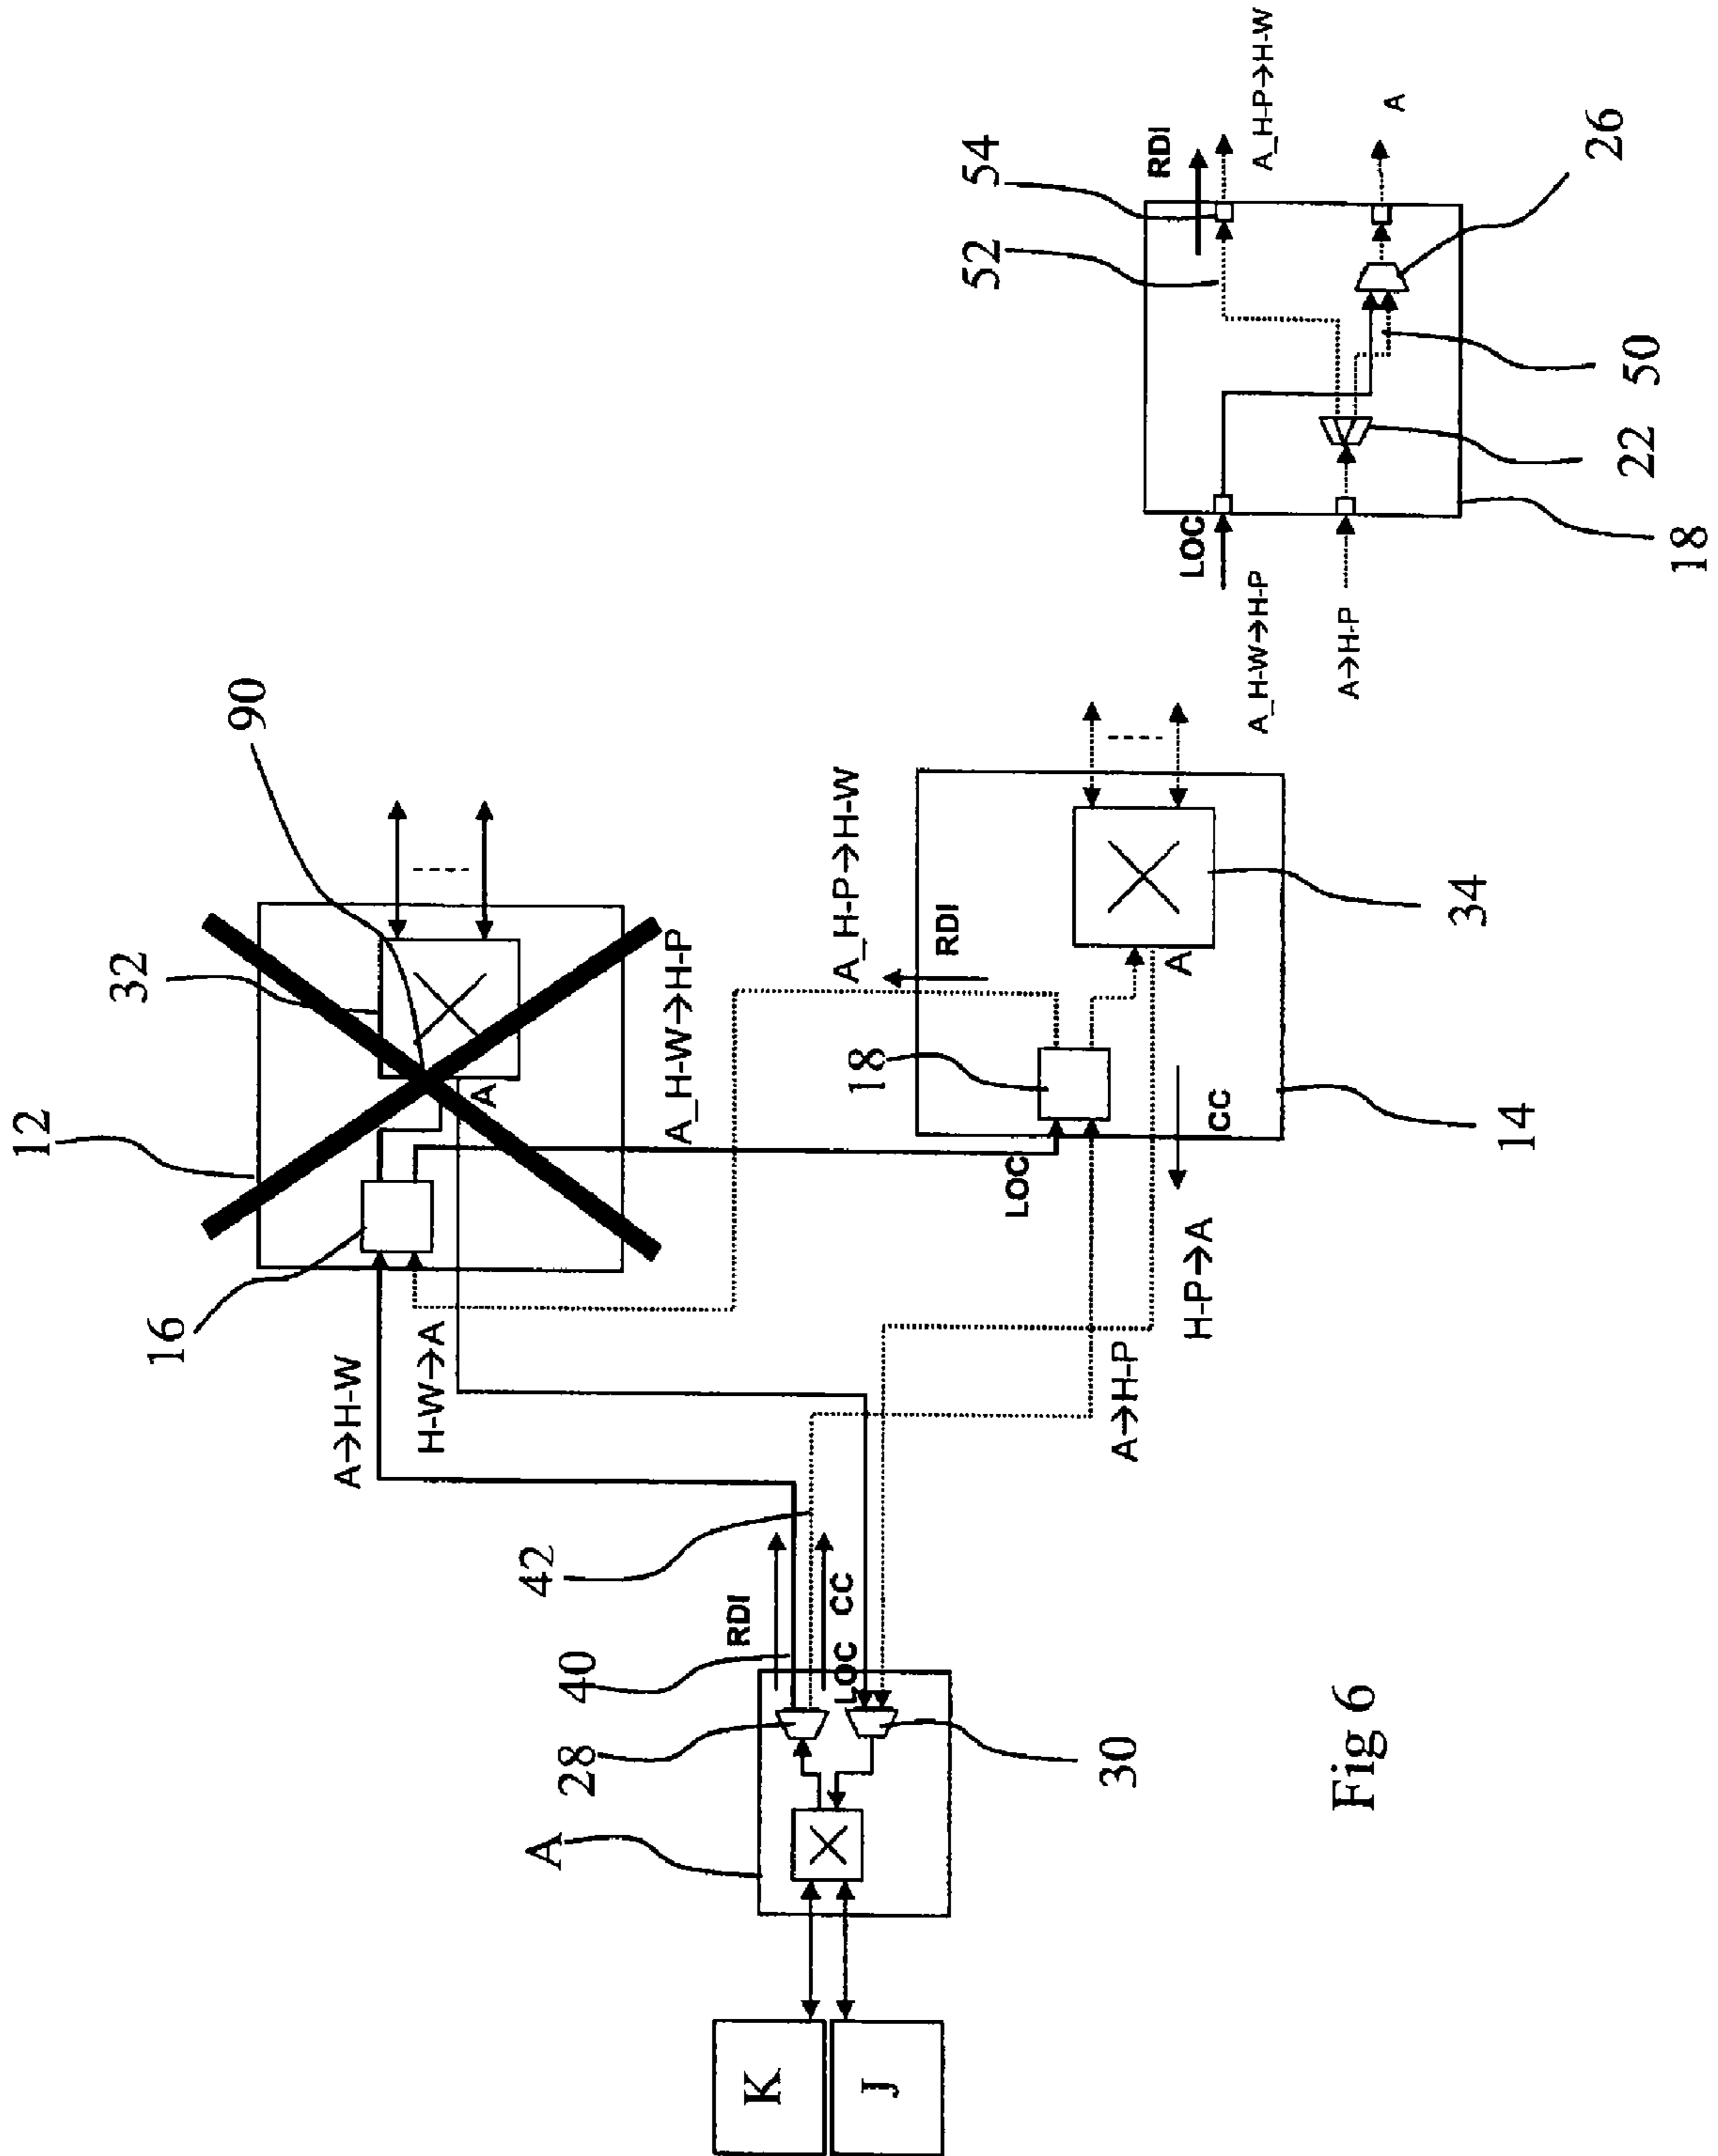 12
32
90
16
A→H-W
H-W→A
A
A_H-W→H-P
42
RDI
40
28
CC
LOC
A
K
J
30
A_H-P→H-W
RDI
18
LOC
A
CC
A→H-P
H-P→A
14
34
54
52
RDI
LOC
A_H-P→H-W
A_H-W→H-P
A→H-P
A
26
50
22
18
Fig 6